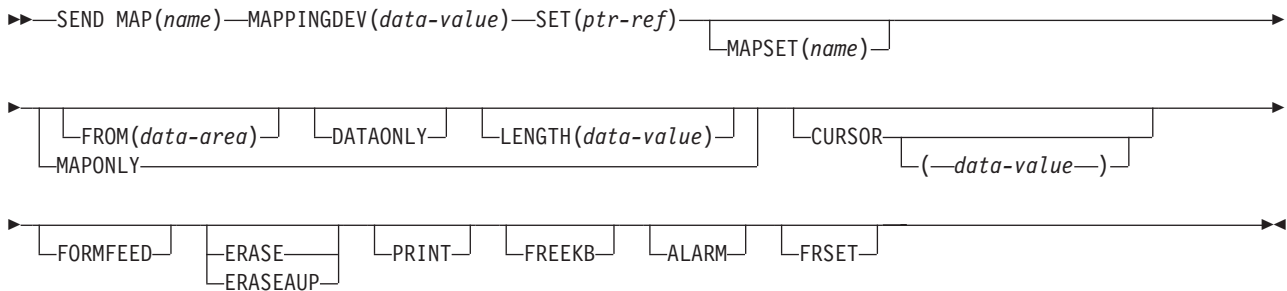 SEND MAP(name) MAPPINGDEV(data-value) SET(ptr-ref)
MAPSET(name)
FROM(data-area) DATAONLY LENGTH(data-value) CURSOR
MAPONLY (data-value)
FORMFEED ERASE PRINT FREEKB ALARM FRSET
ERASEAUP